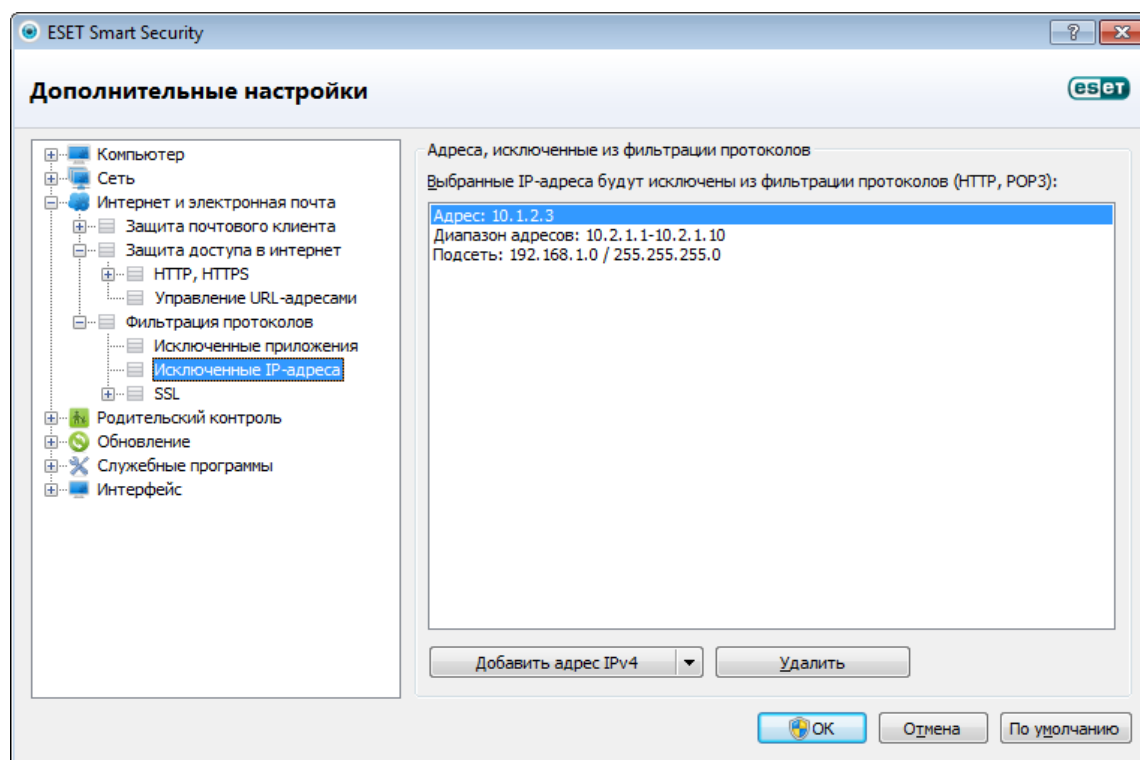 ESET Smart Security
Дополнительные настройки
eset
Компьютер
Сеть
Интернет и электронная почта
Защита почтового клиента
Защита доступа в интернет
HTTP, HTTPS
Управление URL-адресами
Фильтрация протоколов
Исключенные приложения
Исключенные IP-адреса
SSL
Родительский контроль
Обновление
Служебные программы
Интерфейс
Адреса, исключенные из фильтрации протоколов
Выбранные IP-адреса будут исключены из фильтрации протоколов (HTTP, POP3):
Адрес: 10.1.2.3
Диапазон адресов: 10.2.1.1-10.2.1.10
Подсеть: 192.168.1.0 / 255.255.255.0
Добавить адрес IPv4
Удалить
OK
Отмена
По умолчанию